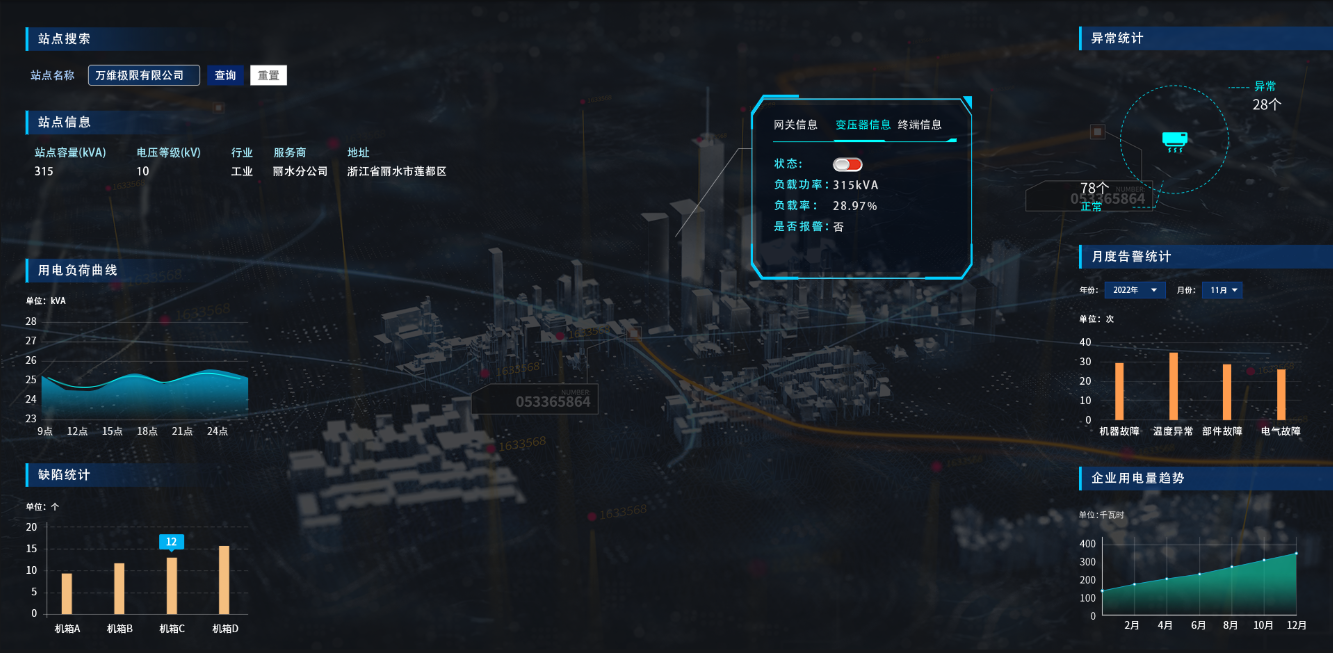 站点搜索
站点名称 万维极限有限公司 查询 重置
站点信息
站点容量(kVA) 电压等级(kV) 行业 服务商 地址
315 10 工业 丽水分公司 浙江省丽水市莲都区
用电负荷曲线
单位: kVA
28
27
26
25
24
23
9点 12点 15点 18点 21点 24点
缺陷统计
单位: 个
20
15
10
5
0
12
机箱A 机箱B 机箱C 机箱D
网关信息 变压器信息 终端信息
状态:
负载功率: 315kVA
负载率: 28.97%
是否报警: 否
NUMBER
053365864
1633568
1633568
1633568
1633568
异常统计
异常
28个
78个
正常
NUMBER
053365864
月度告警统计
年份: 2022年 月份: 11月
单位: 次
40
30
20
10
0
机器故障 温度异常 部件故障 电气故障
企业用电量趋势
单位:千瓦时
400
300
200
100
0
2月 4月 6月 8月 10月 12月